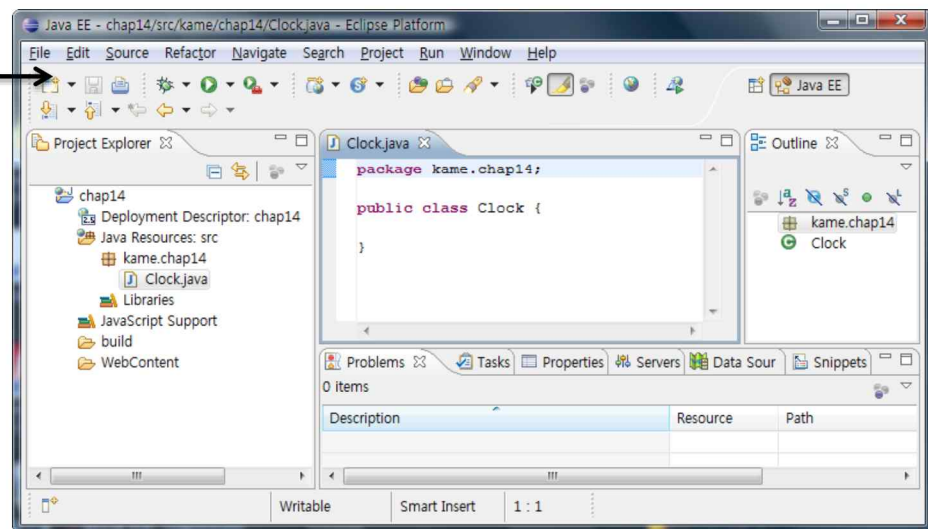 Java EE - chap14/src/kame/chap14/Clock.java - Eclipse Platform
File Edit Source Refactor Navigate Search Project Run Window Help
Java EE
Project Explorer
chap14
Deployment Descriptor: chap14
Java Resources: src
kame.chap14
Clock.java
Libraries
JavaScript Support
build
WebContent
Clock.java
package kame.chap14;
public class Clock {
}
Outline
kame.chap14
Clock
Problems Tasks Properties Servers Data Sour Snippets
0 items
Description Resource Path
Writable Smart Insert 1 : 1